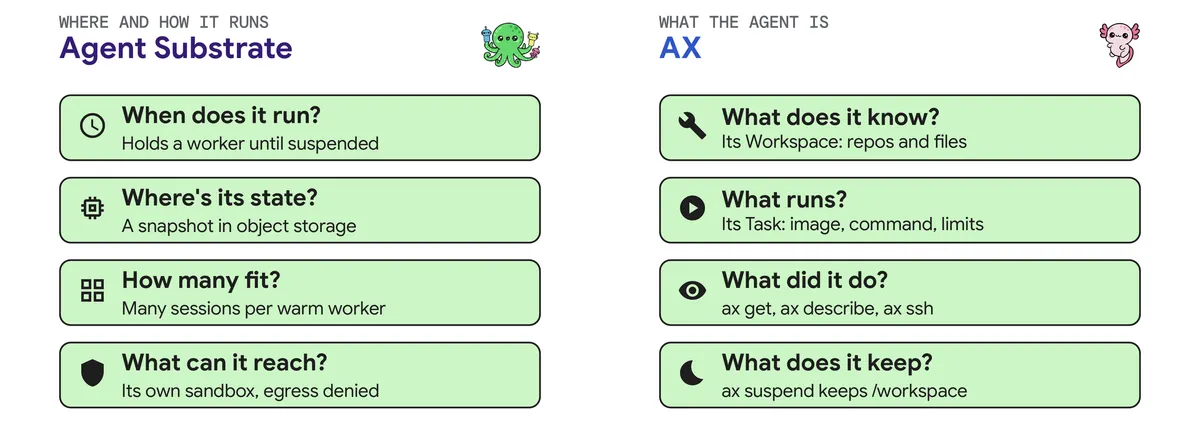 WHERE AND HOW IT RUNS
Agent Substrate
When does it run?
Holds a worker until suspended
Where's its state?
A snapshot in object storage
How many fit?
Many sessions per warm worker
What can it reach?
Its own sandbox, egress denied
WHAT THE AGENT IS
AX
What does it know?
Its Workspace: repos and files
What runs?
Its Task: image, command, limits
What did it do?
ax get, ax describe, ax ssh
What does it keep?
ax suspend keeps /workspace